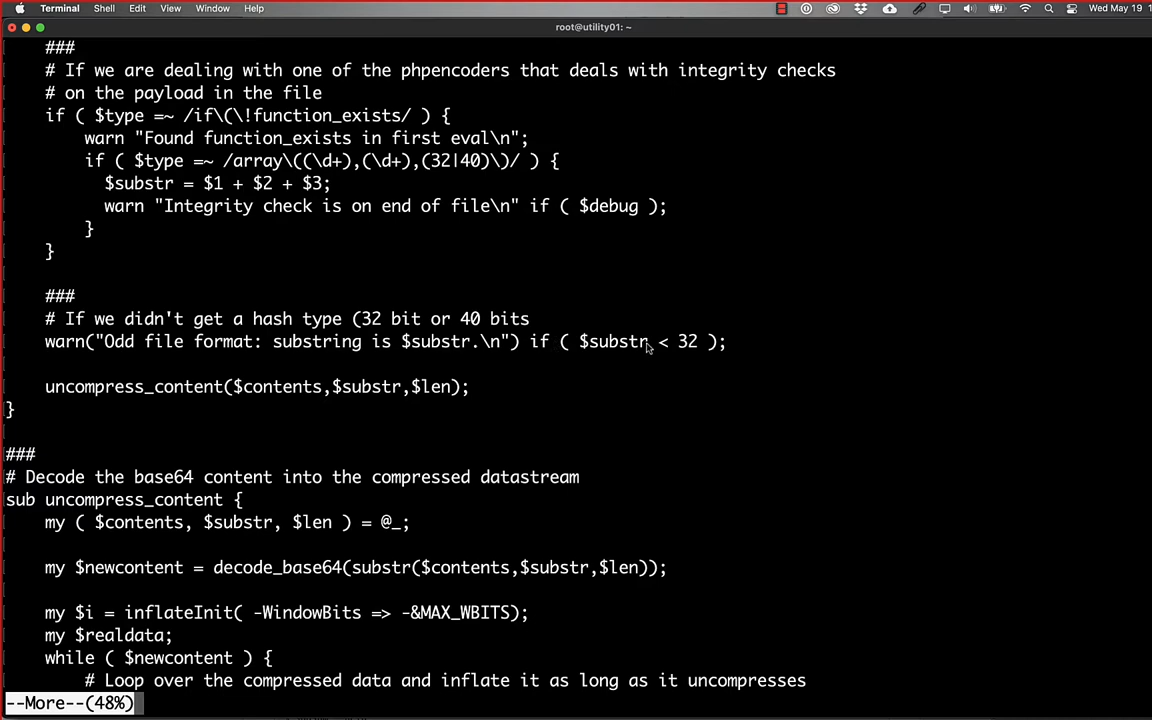 Terminal Shell Edit View Window Help Wed May 19 1
root@utility01: ~
###
# If we are dealing with one of the phpencoders that deals with integrity checks
# on the payload in the file
if ( $type =~ /if\(\!function_exists/ ) {
warn "Found function_exists in first eval\n";
if ( $type =~ /array\((\d+),(\d+),(32|40)\)/ ) {
$substr = $1 + $2 + $3;
warn "Integrity check is on end of file\n" if ( $debug );
}
}
###
# If we didn't get a hash type (32 bit or 40 bits
warn("Odd file format: substring is $substr.\n") if ( $substr < 32 );
uncompress_content($contents,$substr,$len);
}
###
# Decode the base64 content into the compressed datastream
sub uncompress_content {
my ( $contents, $substr, $len ) = @_;
my $newcontent = decode_base64(substr($contents,$substr,$len));
my $i = inflateInit( -WindowBits => -&MAX_WBITS);
my $realdata;
while ( $newcontent ) {
# Loop over the compressed data and inflate it as long as it uncompresses
--More--(48%)